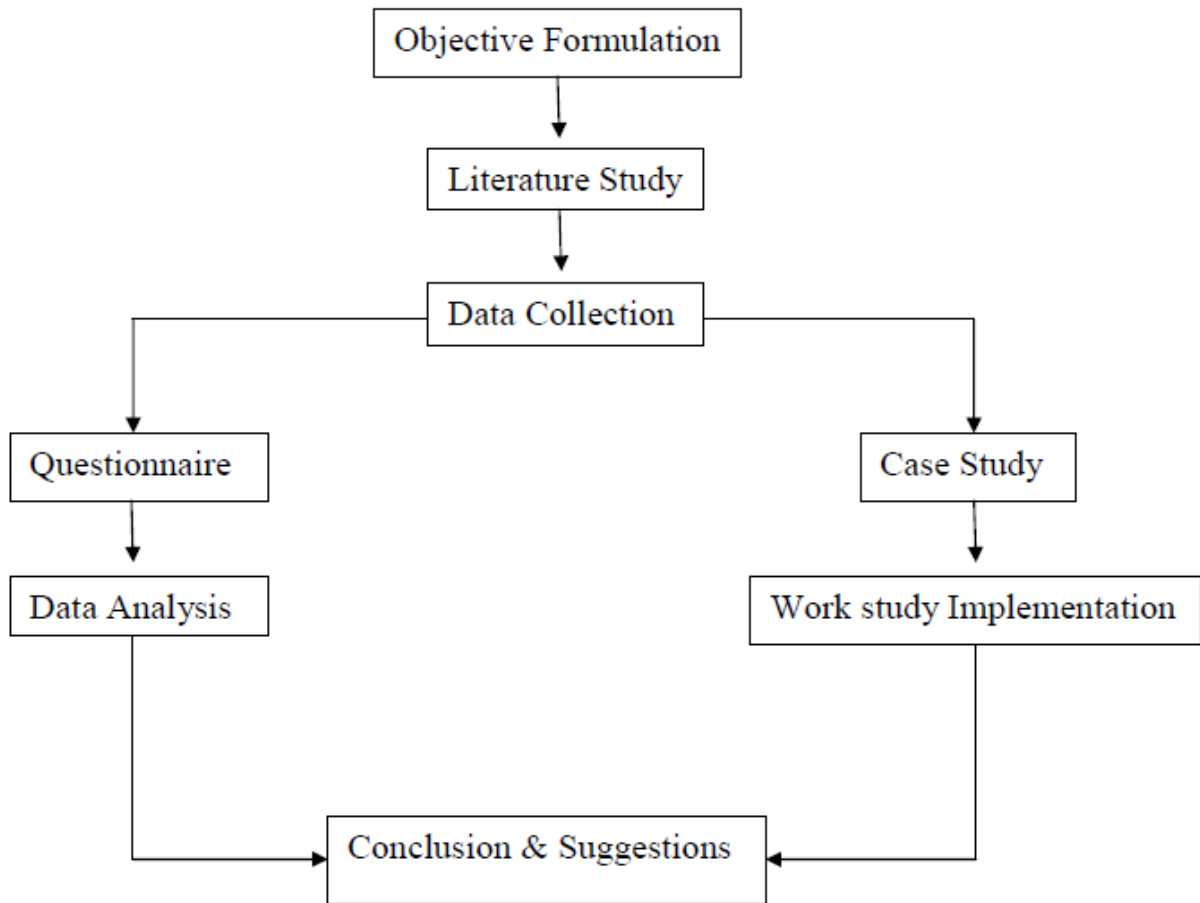 Objective Formulation
Literature Study
Data Collection
Questionnaire
Case Study
Data Analysis
Work study Implementation
Conclusion & Suggestions